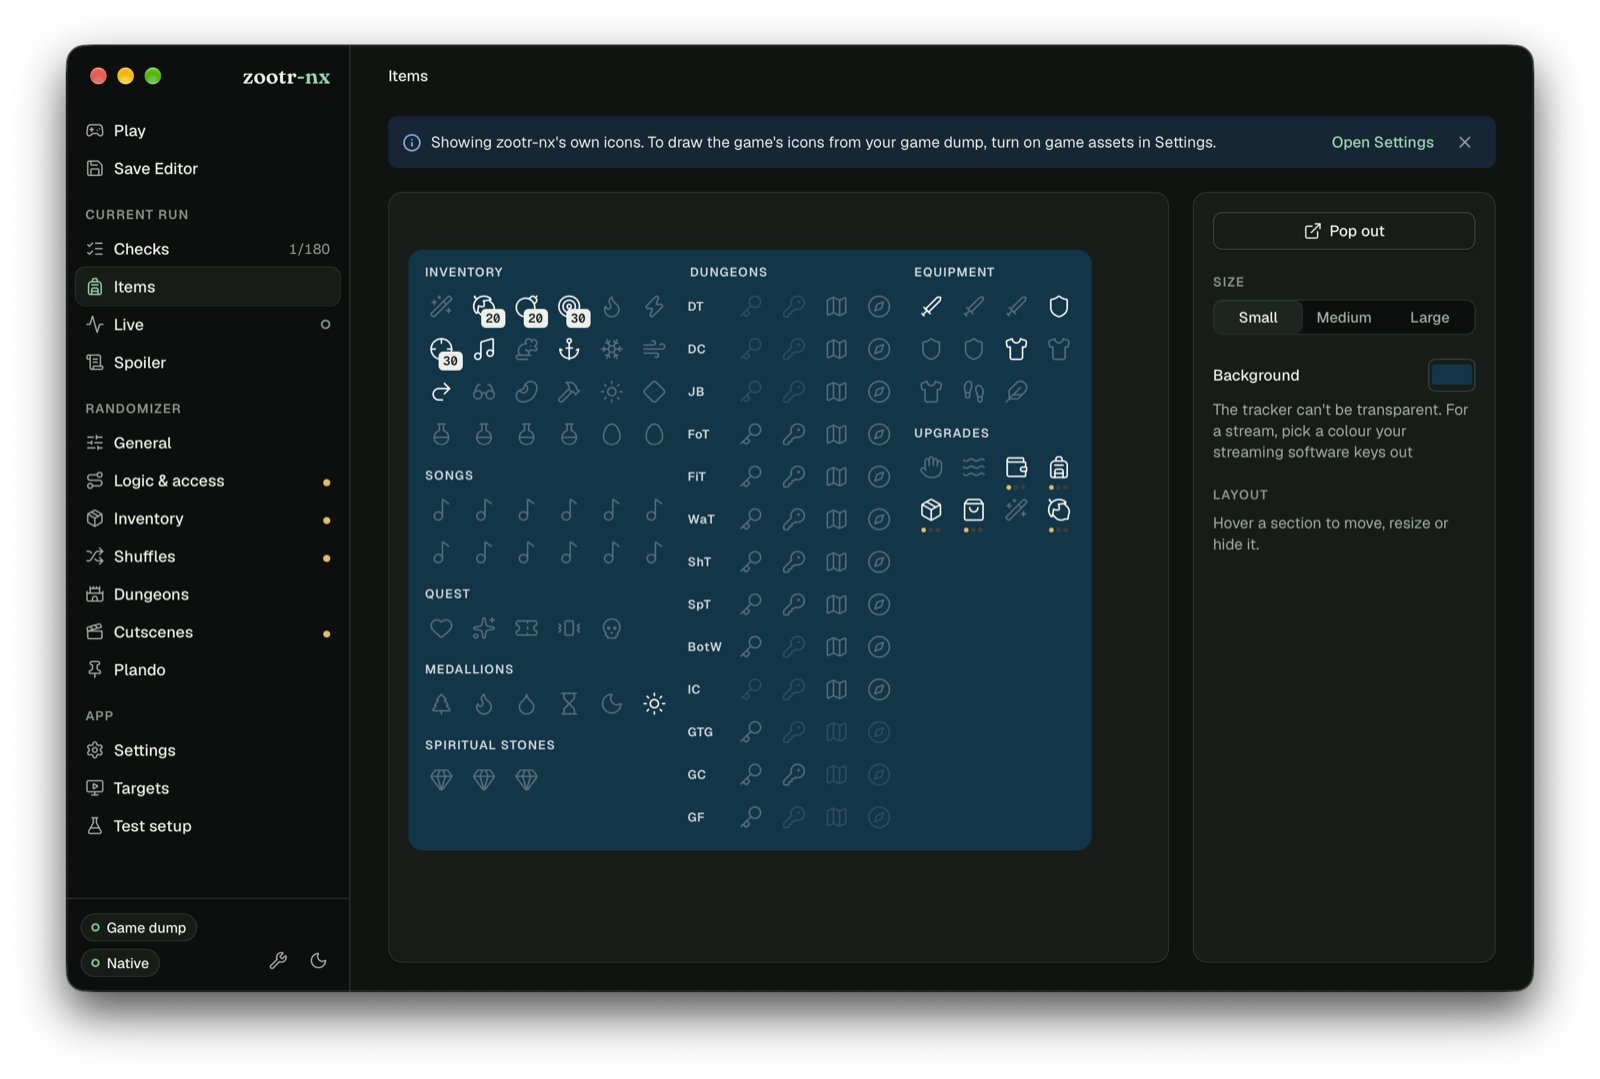 zootr-nx
Play
Save Editor
CURRENT RUN
Checks 1/180
Items
Live
Spoiler
RANDOMIZER
General
Logic & access
Inventory
Shuffles
Dungeons
Cutscenes
Plando
APP
Settings
Targets
Test setup
Game dump
Native
Items
Showing zootr-nx's own icons. To draw the game's icons from your game dump, turn on game assets in Settings. Open Settings
INVENTORY
20 20 30
30
SONGS
QUEST
MEDALLIONS
SPIRITUAL STONES
DUNGEONS
DT
DC
JB
FoT
FiT
WaT
ShT
SpT
BotW
IC
GTG
GC
GF
EQUIPMENT
UPGRADES
Pop out
SIZE
Small Medium Large
Background
The tracker can't be transparent. For
a stream, pick a colour your
streaming software keys out
LAYOUT
Hover a section to move, resize or
hide it.